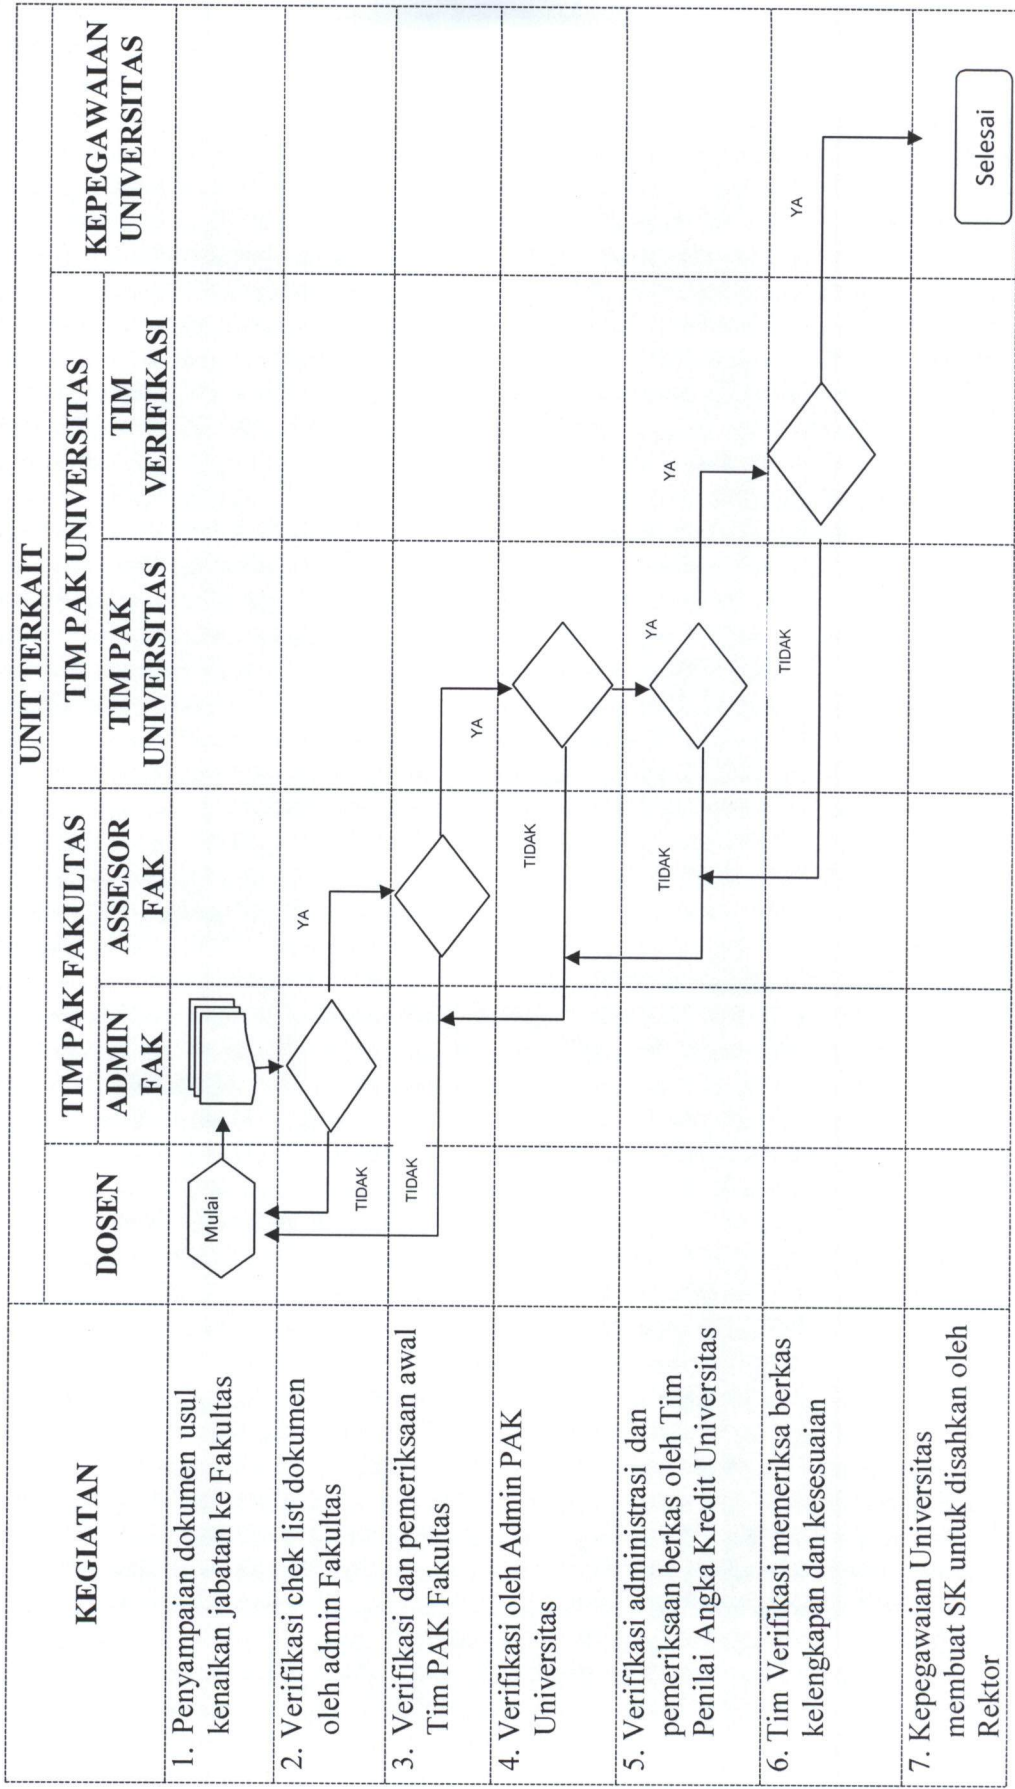 UNIT TERKAIT
KEGIATAN
DOSEN
TIM PAK FAKULTAS
TIM PAK UNIVERSITAS
KEPEGAWAIAN
UNIVERSITAS
ADMIN
FAK
ASSESOR
FAK
TIM PAK
UNIVERSITAS
TIM
VERIFIKASI
1. Penyampaian dokumen usul
kenaikan jabatan ke Fakultas
Mulai
2. Verifikasi chek list dokumen
oleh admin Fakultas
TIDAK
YA
3. Verifikasi dan pemeriksaan awal
Tim PAK Fakultas
TIDAK
YA
4. Verifikasi oleh Admin PAK
Universitas
TIDAK
YA
5. Verifikasi administrasi dan
pemeriksaan berkas oleh Tim
Penilai Angka Kredit Universitas
TIDAK
YA
6. Tim Verifikasi memeriksa berkas
kelengkapan dan kesesuaian
TIDAK
YA
7. Kepegawaian Universitas
membuat SK untuk disahkan oleh
Rektor
Selesai